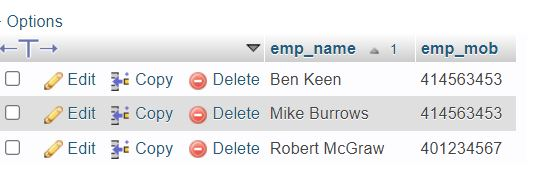 Options
emp_name 1 emp_mob
Edit Copy Delete Ben Keen 414563453
Edit Copy Delete Mike Burrows 414563453
Edit Copy Delete Robert McGraw 401234567